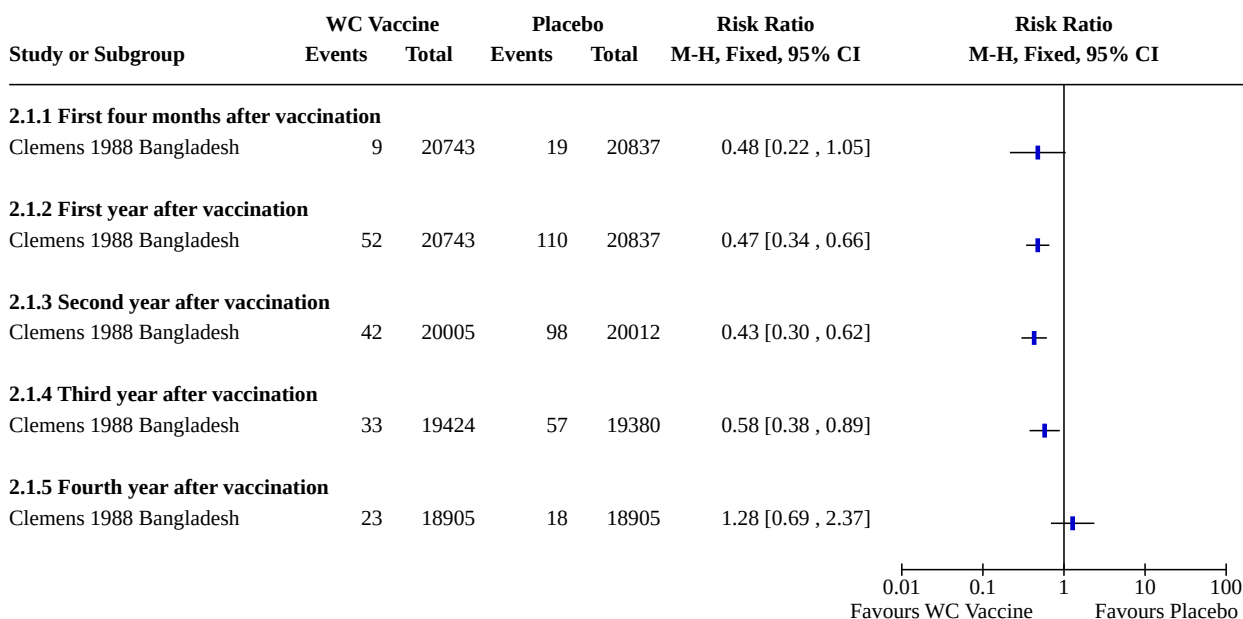 WC Vaccine Placebo Risk Ratio Risk Ratio
Study or Subgroup Events Total Events Total M-H, Fixed, 95% CI M-H, Fixed, 95% CI
2.1.1 First four months after vaccination
Clemens 1988 Bangladesh 9 20743 19 20837 0.48 [0.22 , 1.05]
2.1.2 First year after vaccination
Clemens 1988 Bangladesh 52 20743 110 20837 0.47 [0.34 , 0.66]
2.1.3 Second year after vaccination
Clemens 1988 Bangladesh 42 20005 98 20012 0.43 [0.30 , 0.62]
2.1.4 Third year after vaccination
Clemens 1988 Bangladesh 33 19424 57 19380 0.58 [0.38 , 0.89]
2.1.5 Fourth year after vaccination
Clemens 1988 Bangladesh 23 18905 18 18905 1.28 [0.69 , 2.37]
0.01 0.1 1 10 100
Favours WC Vaccine Favours Placebo